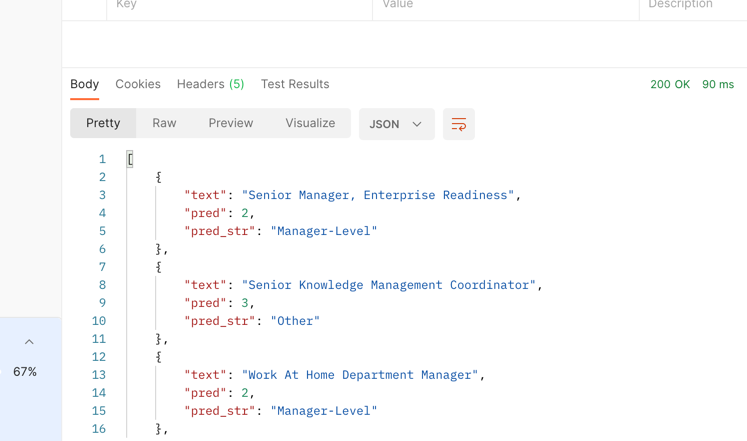 Key Value Description
Body Cookies Headers (5) Test Results 200 OK 90 ms
Pretty Raw Preview Visualize JSON
1 [
2 {
3 "text": "Senior Manager, Enterprise Readiness",
4 "pred": 2,
5 "pred_str": "Manager-Level"
6 },
7 {
8 "text": "Senior Knowledge Management Coordinator",
9 "pred": 3,
10 "pred_str": "Other"
11 },
12 {
13 "text": "Work At Home Department Manager",
14 "pred": 2,
15 "pred_str": "Manager-Level"
16 },
67%